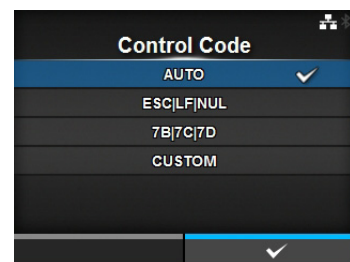 Control Code
AUTO
ESC|LF|NUL
7B|7C|7D
CUSTOM